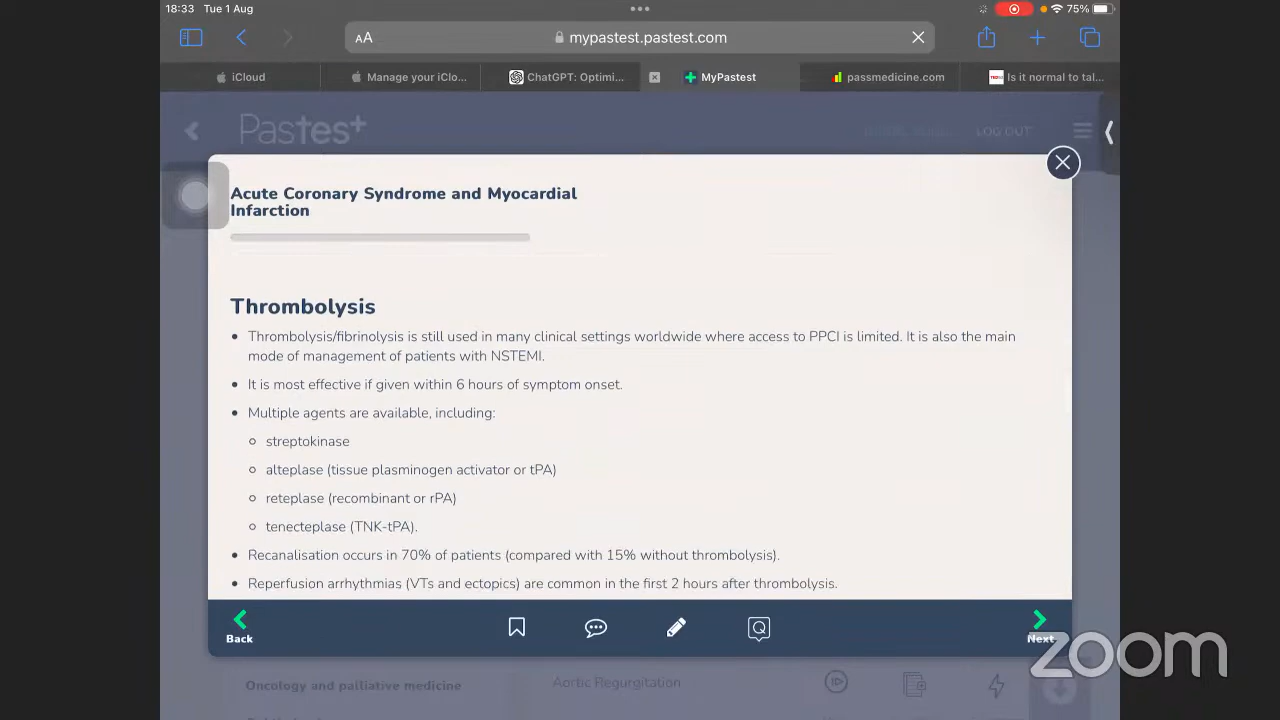 18:33 Tue 1 Aug
75%
AA mypastest.pastest.com
iCloud Manage your iClo... ChatGPT: Optimi... MyPastest passmedicine.com Is it normal to tal...
Pastest LOG OUT
Acute Coronary Syndrome and Myocardial
Infarction
Thrombolysis
• Thrombolysis/fibrinolysis is still used in many clinical settings worldwide where access to PPCI is limited. It is also the main
mode of management of patients with NSTEMI.
• It is most effective if given within 6 hours of symptom onset.
• Multiple agents are available, including:
streptokinase
alteplase (tissue plasminogen activator or tPA)
reteplase (recombinant or rPA)
tenecteplase (TNK-tPA).
• Recanalisation occurs in 70% of patients (compared with 15% without thrombolysis).
• Reperfusion arrhythmias (VTs and ectopics) are common in the first 2 hours after thrombolysis.
Back Q Next
zoom
Oncology and palliative medicine Aortic Regurgitation